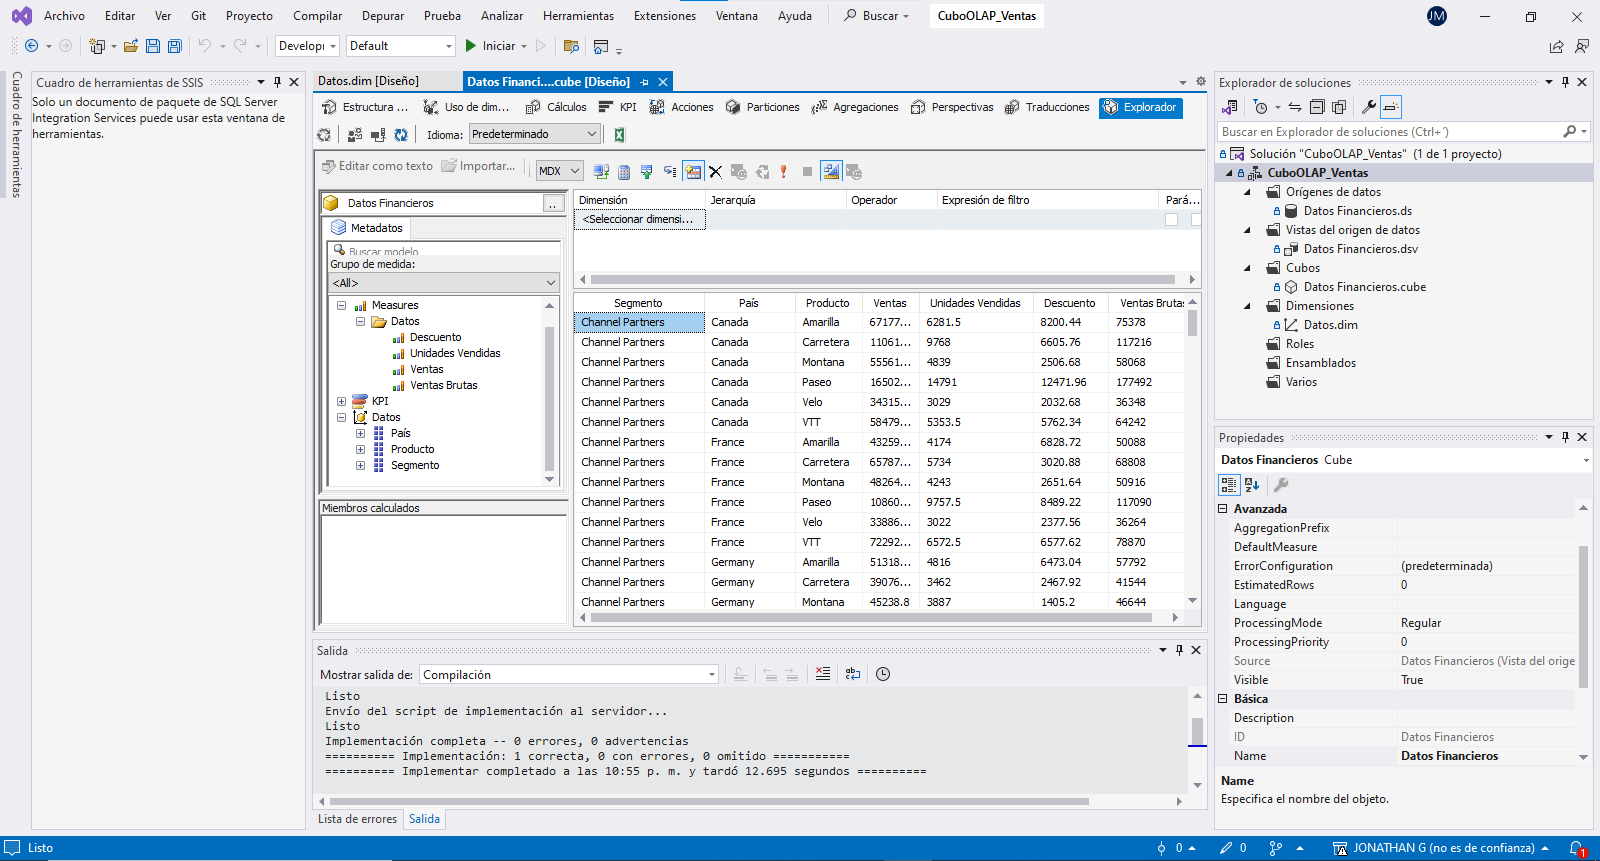 Archivo Editar Ver Git Proyecto Compilar Depurar Prueba Analizar Herramientas Extensiones Ventana Ayuda Buscar CuboOLAP_Ventas JM
Developi Default Iniciar
Cuadro de herramientas
Cuadro de herramientas de SSIS
Solo un documento de paquete de SQL Server
Integration Services puede usar esta ventana de
herramientas.
Datos.dim [Diseño] Datos Financi....cube [Diseño]
Estructura ... Uso de dim... Cálculos KPI Acciones Particiones Agregaciones Perspectivas Traducciones Explorador
Idioma: Predeterminado
Editar como texto Importar... MDX
Datos Financieros ..
Metadatos
Buscar modelo
Grupo de medida:
<All>
Measures
Datos
Descuento
Unidades Vendidas
Ventas
Ventas Brutas
KPI
Datos
País
Producto
Segmento
Miembros calculados
Dimensión Jerarquía Operador Expresión de filtro Pará...
<Seleccionar dimensi...
Segmento País Producto Ventas Unidades Vendidas Descuento Ventas Brutas
Channel Partners Canada Amarilla 67177... 6281.5 8200.44 75378
Channel Partners Canada Carretera 11061... 9768 6605.76 117216
Channel Partners Canada Montana 55561... 4839 2506.68 58068
Channel Partners Canada Paseo 16502... 14791 12471.96 177492
Channel Partners Canada Velo 34315... 3029 2032.68 36348
Channel Partners Canada VTT 58479... 5353.5 5762.34 64242
Channel Partners France Amarilla 43259... 4174 6828.72 50088
Channel Partners France Carretera 65787... 5734 3020.88 68808
Channel Partners France Montana 48264... 4243 2651.64 50916
Channel Partners France Paseo 10860... 9757.5 8489.22 117090
Channel Partners France Velo 33886... 3022 2377.56 36264
Channel Partners France VTT 72292... 6572.5 6577.62 78870
Channel Partners Germany Amarilla 51318... 4816 6473.04 57792
Channel Partners Germany Carretera 39076... 3462 2467.92 41544
Channel Partners Germany Montana 45238.8 3887 1405.2 46644
Salida
Mostrar salida de: Compilación
Listo
Envío del script de implementación al servidor...
Listo
Implementación completa -- 0 errores, 0 advertencias
========== Implementación: 1 correcta, 0 con errores, 0 omitido ===========
========== Implementar completado a las 10:55 p. m. y tardó 12.695 segundos ==========
Lista de errores Salida
Explorador de soluciones
Buscar en Explorador de soluciones (Ctrl+´)
Solución "CuboOLAP_Ventas" (1 de 1 proyecto)
CuboOLAP_Ventas
Orígenes de datos
Datos Financieros.ds
Vistas del origen de datos
Datos Financieros.dsv
Cubos
Datos Financieros.cube
Dimensiones
Datos.dim
Roles
Ensamblados
Varios
Propiedades
Datos Financieros Cube
Avanzada
AggregationPrefix
DefaultMeasure
ErrorConfiguration (predeterminada)
EstimatedRows 0
Language
ProcessingMode Regular
ProcessingPriority 0
Source Datos Financieros (Vista del orige
Visible True
Básica
Description
ID Datos Financieros
Name Datos Financieros
Name
Especifica el nombre del objeto.
Listo 0 0 JONATHAN G (no es de confianza) 1